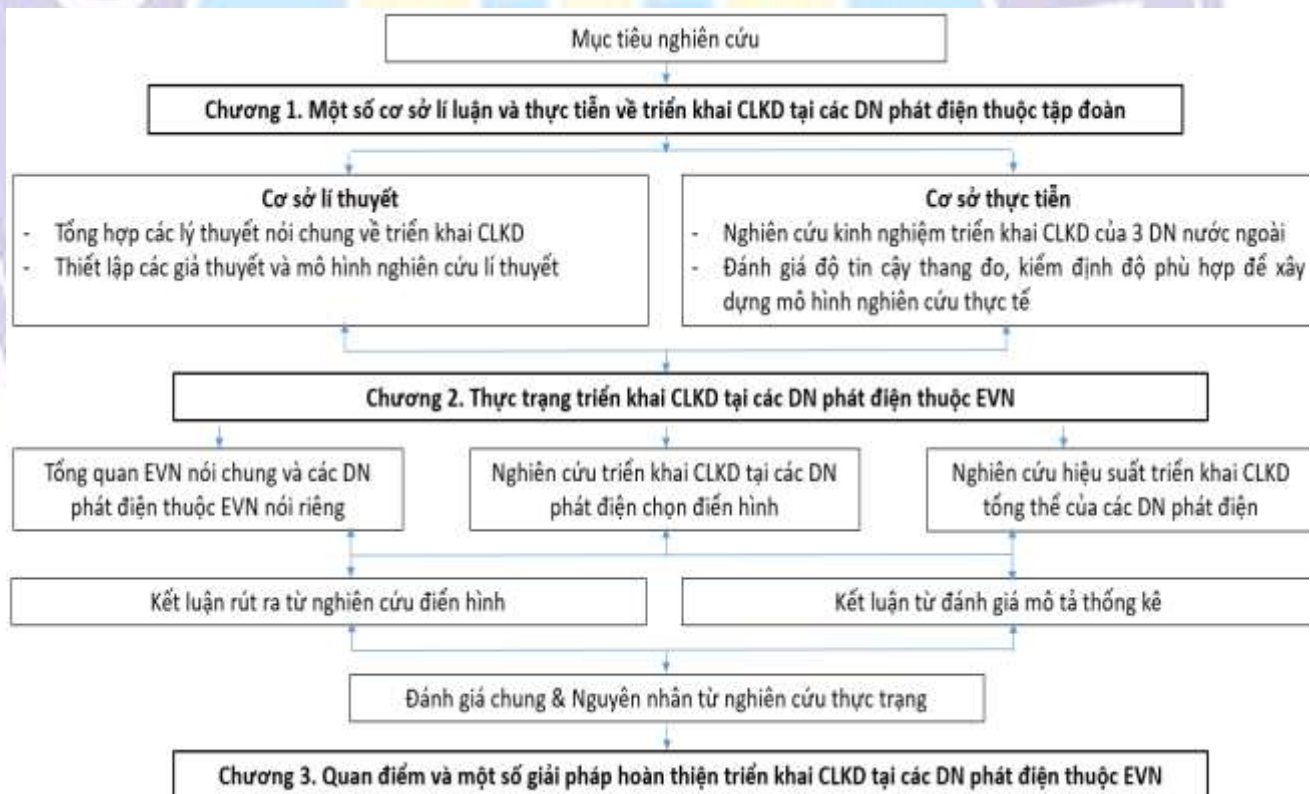 Mục tiêu nghiên cứu
Chương 1. Một số cơ sở lí luận và thực tiễn về triển khai CLKD tại các DN phát điện thuộc tập đoàn
Cơ sở lí thuyết
- Tổng hợp các lý thuyết nói chung về triển khai CLKD
- Thiết lập các giả thuyết và mô hình nghiên cứu lí thuyết
Cơ sở thực tiễn
- Nghiên cứu kinh nghiệm triển khai CLKD của 3 DN nước ngoài
- Đánh giá độ tin cậy thang đo, kiểm định độ phù hợp để xây
dựng mô hình nghiên cứu thực tế
Chương 2. Thực trạng triển khai CLKD tại các DN phát điện thuộc EVN
Tổng quan EVN nói chung và các DN
phát điện thuộc EVN nói riêng
Nghiên cứu triển khai CLKD tại các DN
phát điện chọn điển hình
Nghiên cứu hiệu suất triển khai CLKD
tổng thể của các DN phát điện
Kết luận rút ra từ nghiên cứu điển hình
Kết luận từ đánh giá mô tả thống kê
Đánh giá chung & Nguyên nhân từ nghiên cứu thực trạng
Chương 3. Quan điểm và một số giải pháp hoàn thiện triển khai CLKD tại các DN phát điện thuộc EVN